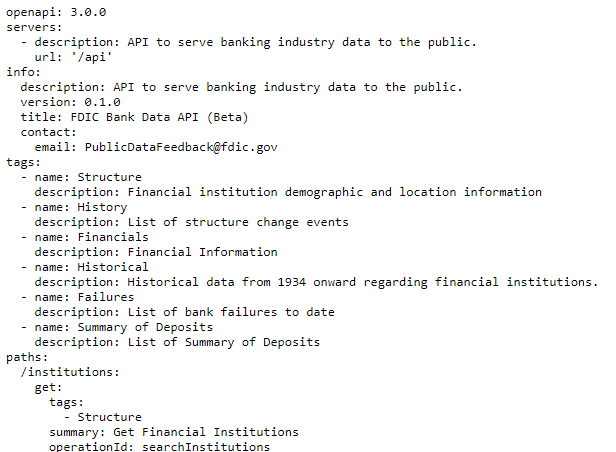 openapi: 3.0.0
servers:
  - description: API to serve banking industry data to the public.
    url: '/api'
info:
  description: API to serve banking industry data to the public.
  version: 0.1.0
  title: FDIC Bank Data API (Beta)
  contact:
    email: PublicDataFeedback@fdic.gov
tags:
  - name: Structure
    description: Financial institution demographic and location information
  - name: History
    description: List of structure change events
  - name: Financials
    description: Financial Information
  - name: Historical
    description: Historical data from 1934 onward regarding financial institutions.
  - name: Failures
    description: List of bank failures to date
  - name: Summary of Deposits
    description: List of Summary of Deposits
paths:
  /institutions:
    get:
      tags:
        - Structure
      summary: Get Financial Institutions
      operationId: searchInstitutions